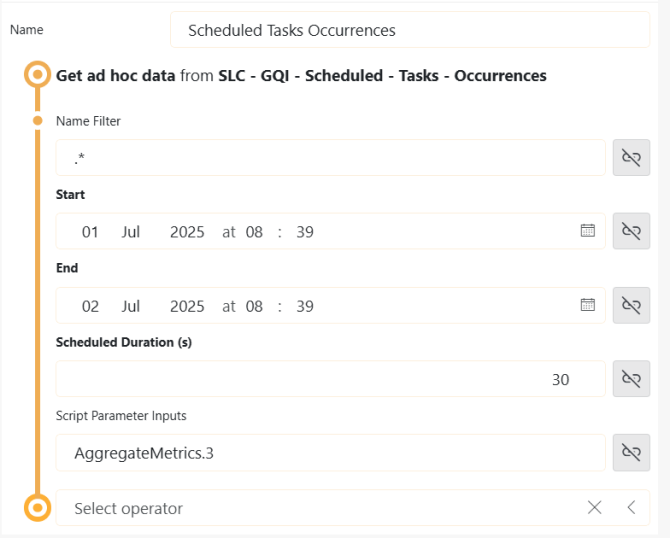 Name Scheduled Tasks Occurrences
Get ad hoc data from SLC - GQI - Scheduled - Tasks - Occurrences
Name Filter
.*
Start
01 Jul 2025 at 08 : 39
End
02 Jul 2025 at 08 : 39
Scheduled Duration (s)
30
Script Parameter Inputs
AggregateMetrics.3
Select operator